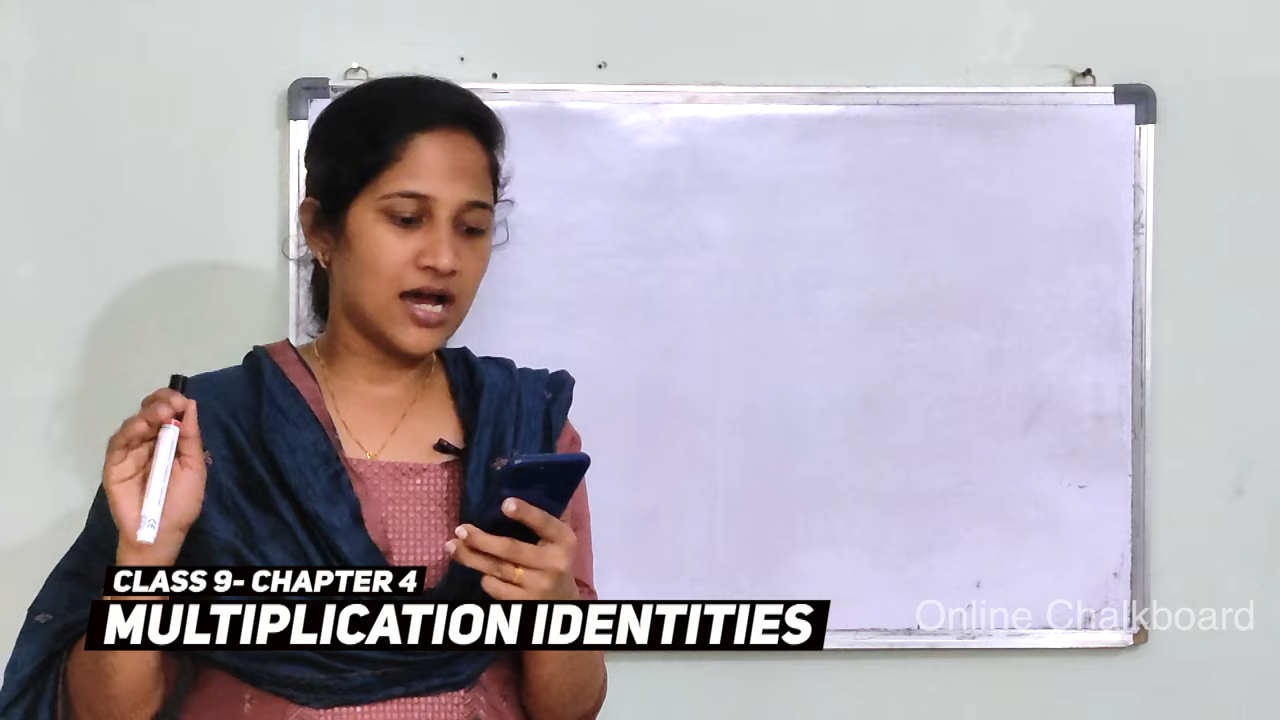 CLASS 9- CHAPTER 4
MULTIPLICATION IDENTITIES
Online Chalkboard